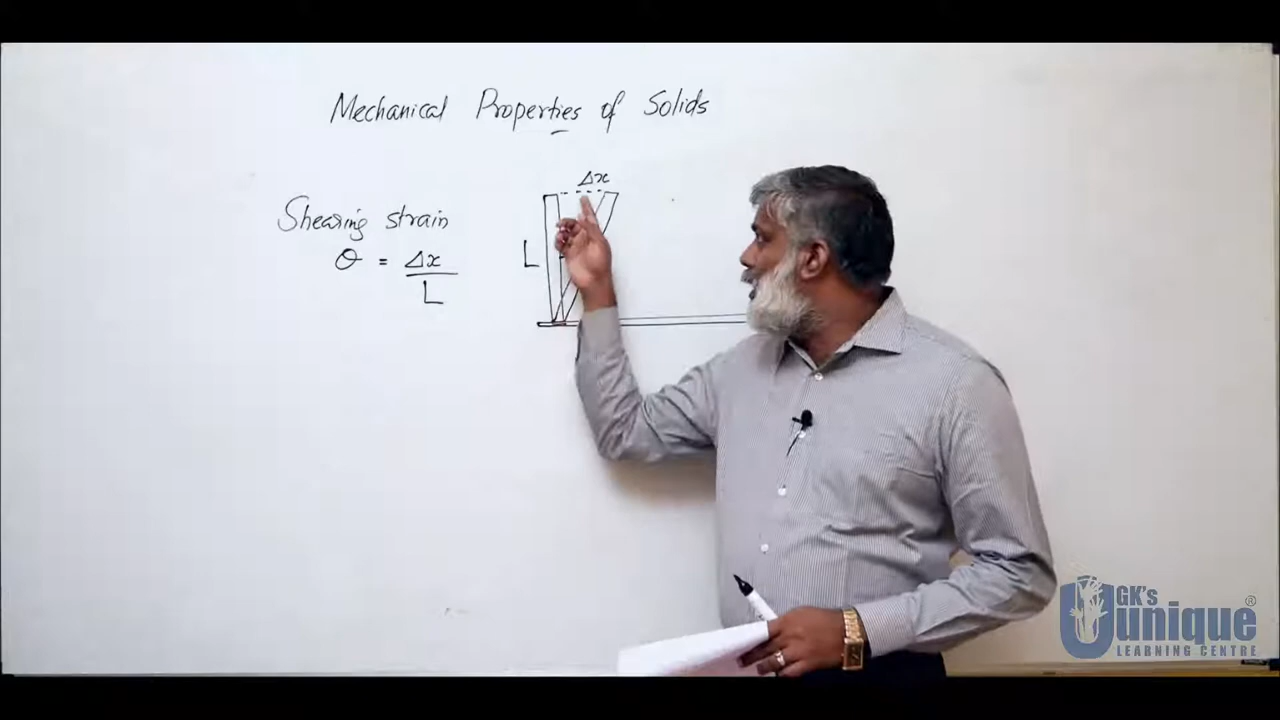 Mechanical Properties of Solids
Δx
Shearing strain
L
θ = Δx
L
GK's
Unique ®
LEARNING CENTRE